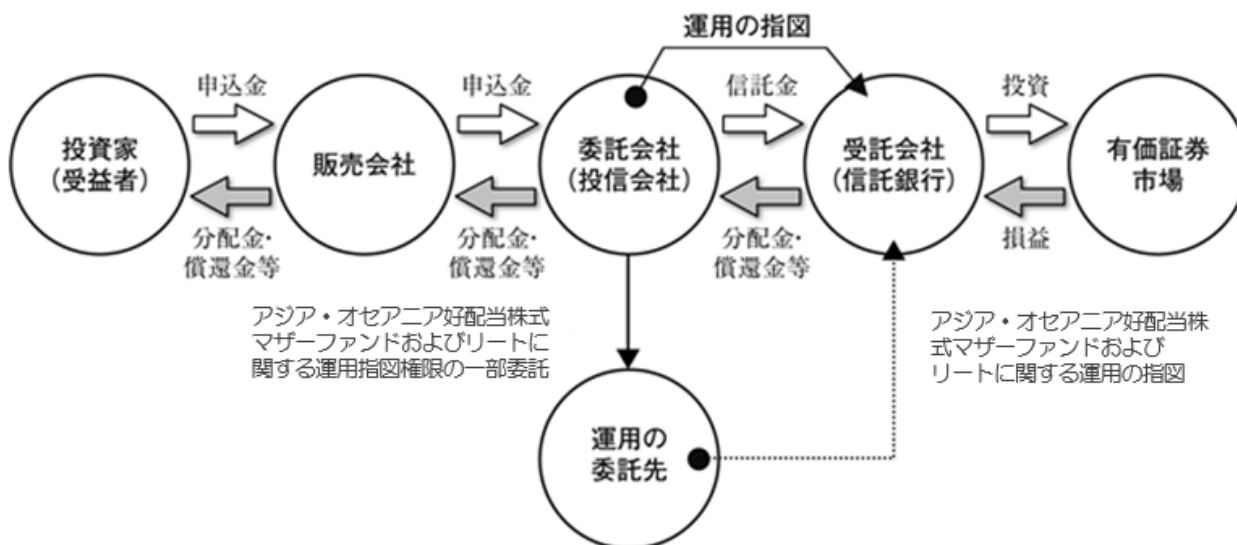 運用の指図
申込金
申込金
信託金
投資
投資家
(受益者)
販売会社
委託会社
(投信会社)
受託会社
(信託銀行)
有価証券
市場
分配金・
償還金等
分配金・
償還金等
分配金・
償還金等
損益
アジア・オセアニア好配当株式
マザーファンドおよびリートに
関する運用指図権限の一部委託
アジア・オセアニア好配当株
式マザーファンドおよび
リートに関する運用の指図
運用の
委託先